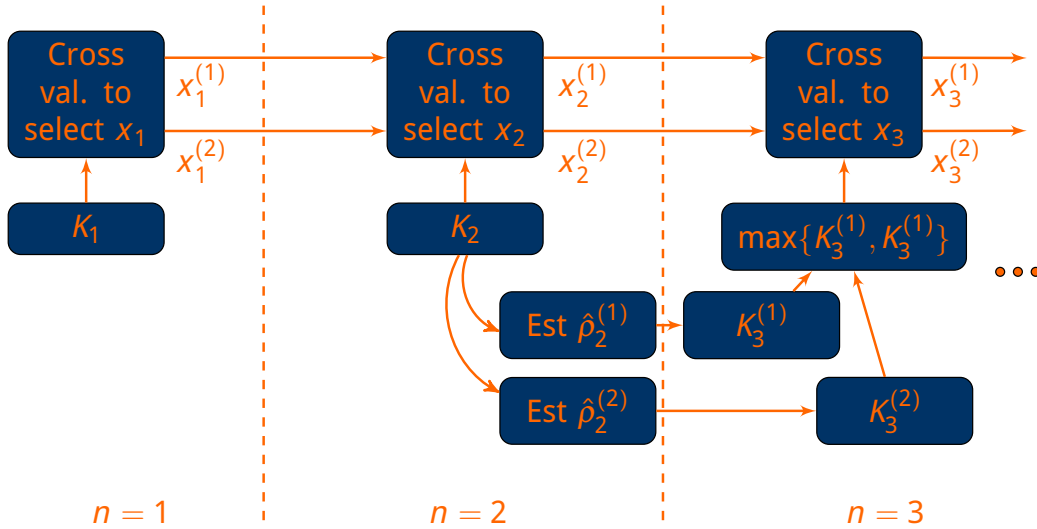 Cross
val. to
select x₁
x₁⁽¹⁾
x₁⁽²⁾
K₁
Cross
val. to
select x₂
x₂⁽¹⁾
x₂⁽²⁾
K₂
Est ρ̂₂⁽¹⁾
Est ρ̂₂⁽²⁾
Cross
val. to
select x₃
x₃⁽¹⁾
x₃⁽²⁾
max{K₃⁽¹⁾, K₃⁽¹⁾}
K₃⁽¹⁾
K₃⁽²⁾
n = 1
n = 2
n = 3